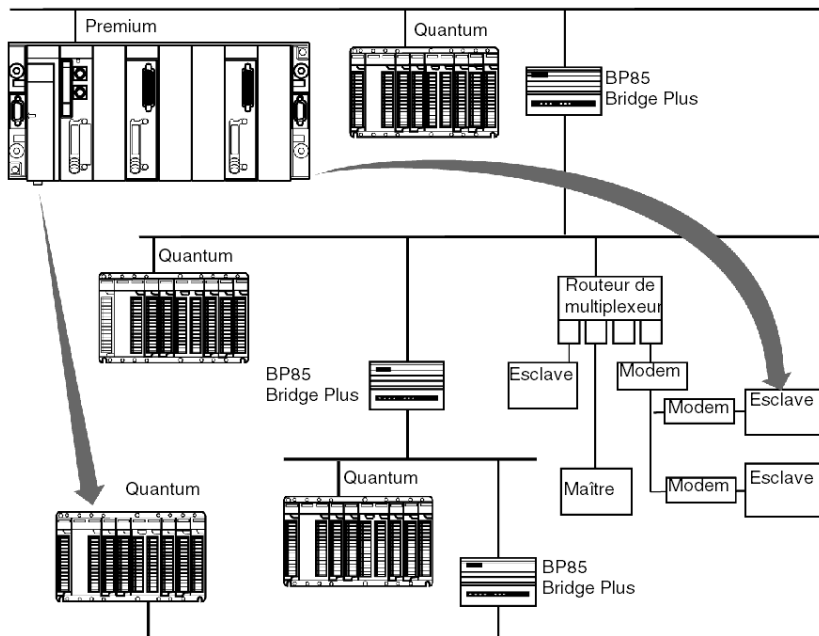 Premium
Quantum
BP85
Bridge Plus
Quantum
Routeur de
multiplexeur
BP85
Bridge Plus
Esclave
Modem
Modem
Esclave
Quantum
Quantum
Maître
Modem
Esclave
BP85
Bridge Plus